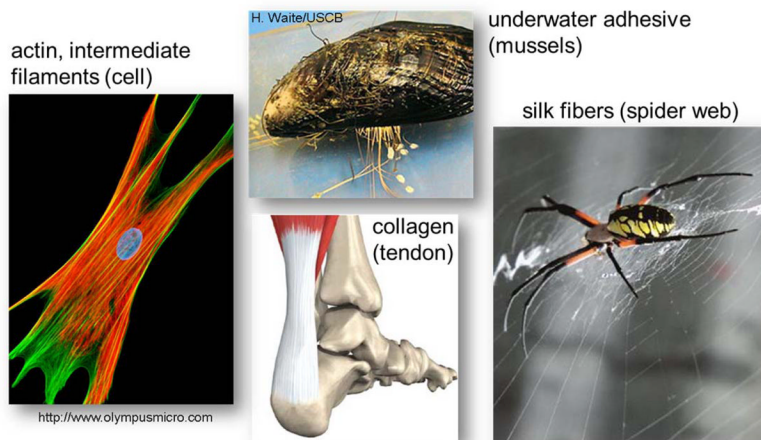 H. Waite/USCB
underwater adhesive
(mussels)
actin, intermediate
filaments (cell)
silk fibers (spider web)
collagen
(tendon)
http://www.olympusmicro.com